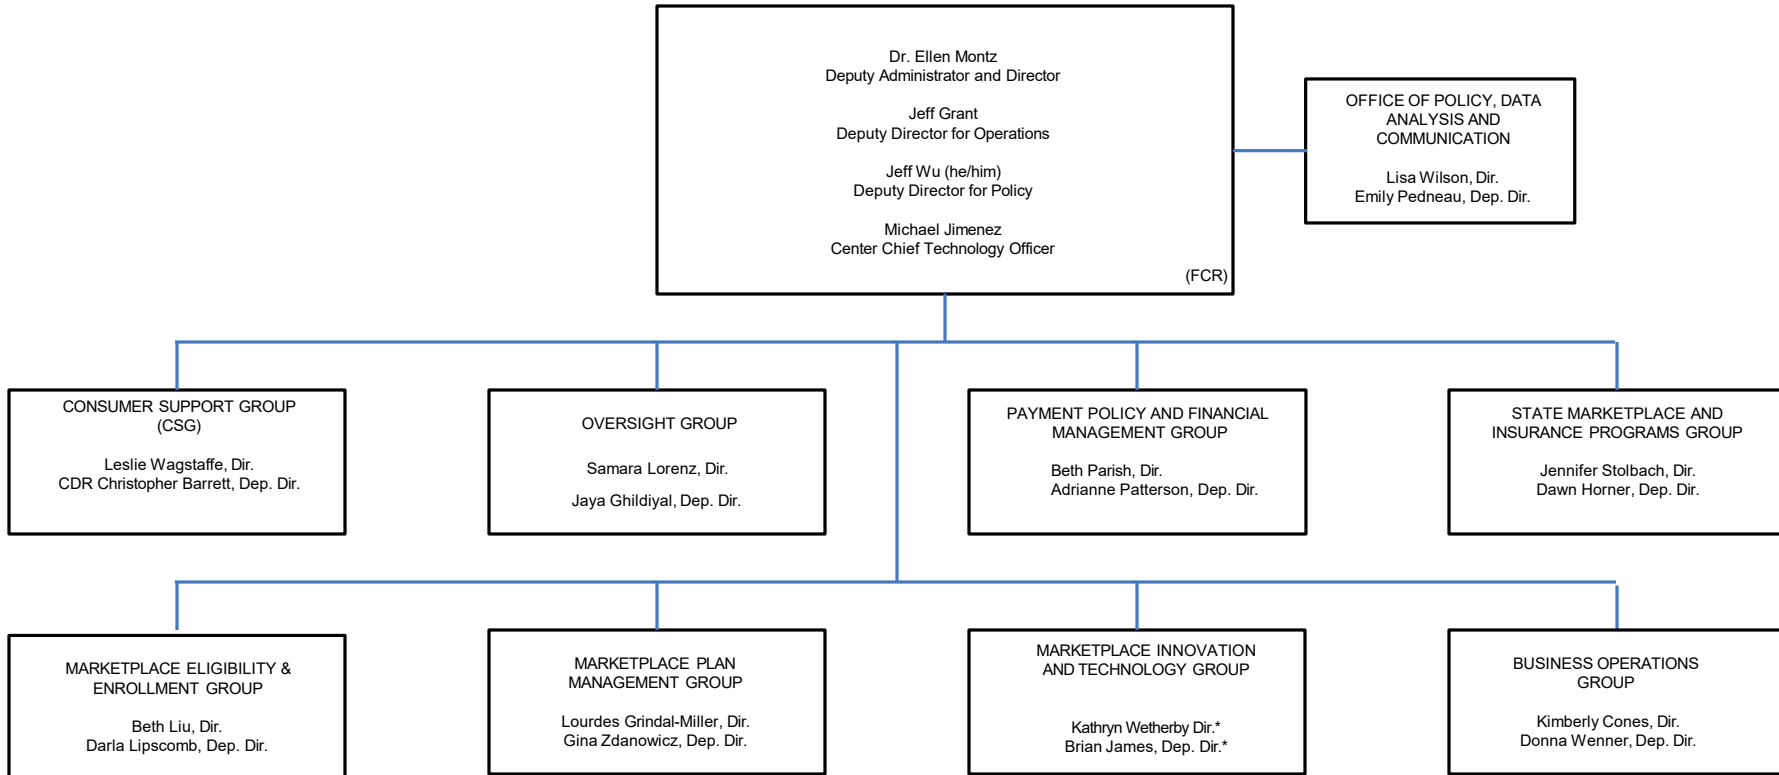 Dr. Ellen Montz
Deputy Administrator and Director
Jeff Grant
Deputy Director for Operations
Jeff Wu (he/him)
Deputy Director for Policy
Michael Jimenez
Center Chief Technology Officer
(FCR)
OFFICE OF POLICY, DATA
ANALYSIS AND
COMMUNICATION
Lisa Wilson, Dir.
Emily Pedneau, Dep. Dir.
CONSUMER SUPPORT GROUP
(CSG)
Leslie Wagstaffe, Dir.
CDR Christopher Barrett, Dep. Dir.
OVERSIGHT GROUP
Samara Lorenz, Dir.
Jaya Ghildiyal, Dep. Dir.
PAYMENT POLICY AND FINANCIAL
MANAGEMENT GROUP
Beth Parish, Dir.
Adrianne Patterson, Dep. Dir.
STATE MARKETPLACE AND
INSURANCE PROGRAMS GROUP
Jennifer Stolbach, Dir.
Dawn Horner, Dep. Dir.
MARKETPLACE ELIGIBILITY &
ENROLLMENT GROUP
Beth Liu, Dir.
Darla Lipscomb, Dep. Dir.
MARKETPLACE PLAN
MANAGEMENT GROUP
Lourdes Grindal-Miller, Dir.
Gina Zdanowicz, Dep. Dir.
MARKETPLACE INNOVATION
AND TECHNOLOGY GROUP
Kathryn Wetherby Dir.*
Brian James, Dep. Dir.*
BUSINESS OPERATIONS
GROUP
Kimberly Cones, Dir.
Donna Wenner, Dep. Dir.